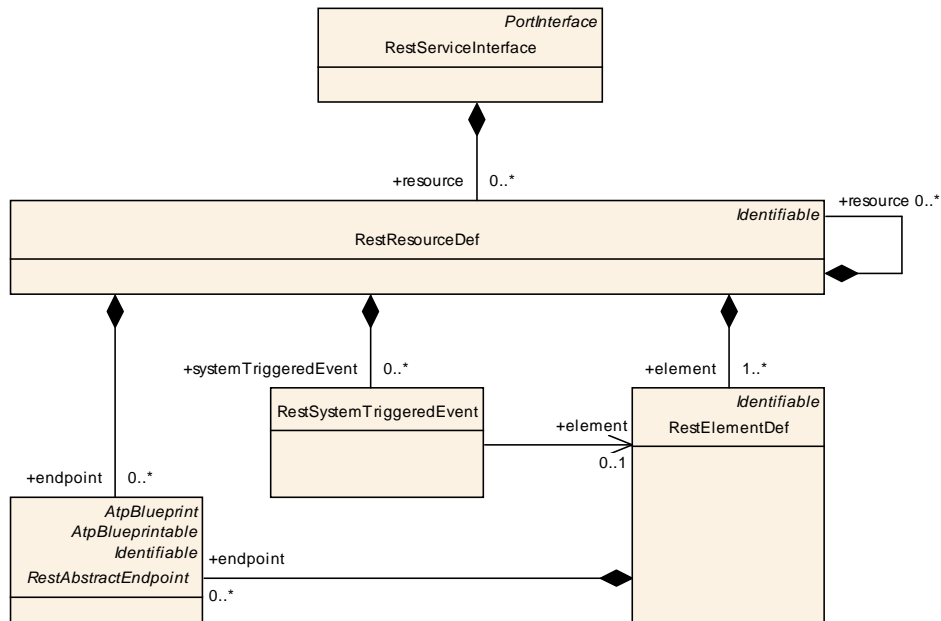 PortInterface
RestServiceInterface
+resource 0..*
Identifiable
RestResourceDef
+resource 0..*
+systemTriggeredEvent 0..*
+element 1..*
RestSystemTriggeredEvent
Identifiable
RestElementDef
+element
0..1
+endpoint 0..*
AtpBlueprint
AtpBlueprintable
Identifiable
RestAbstractEndpoint
+endpoint
0..*